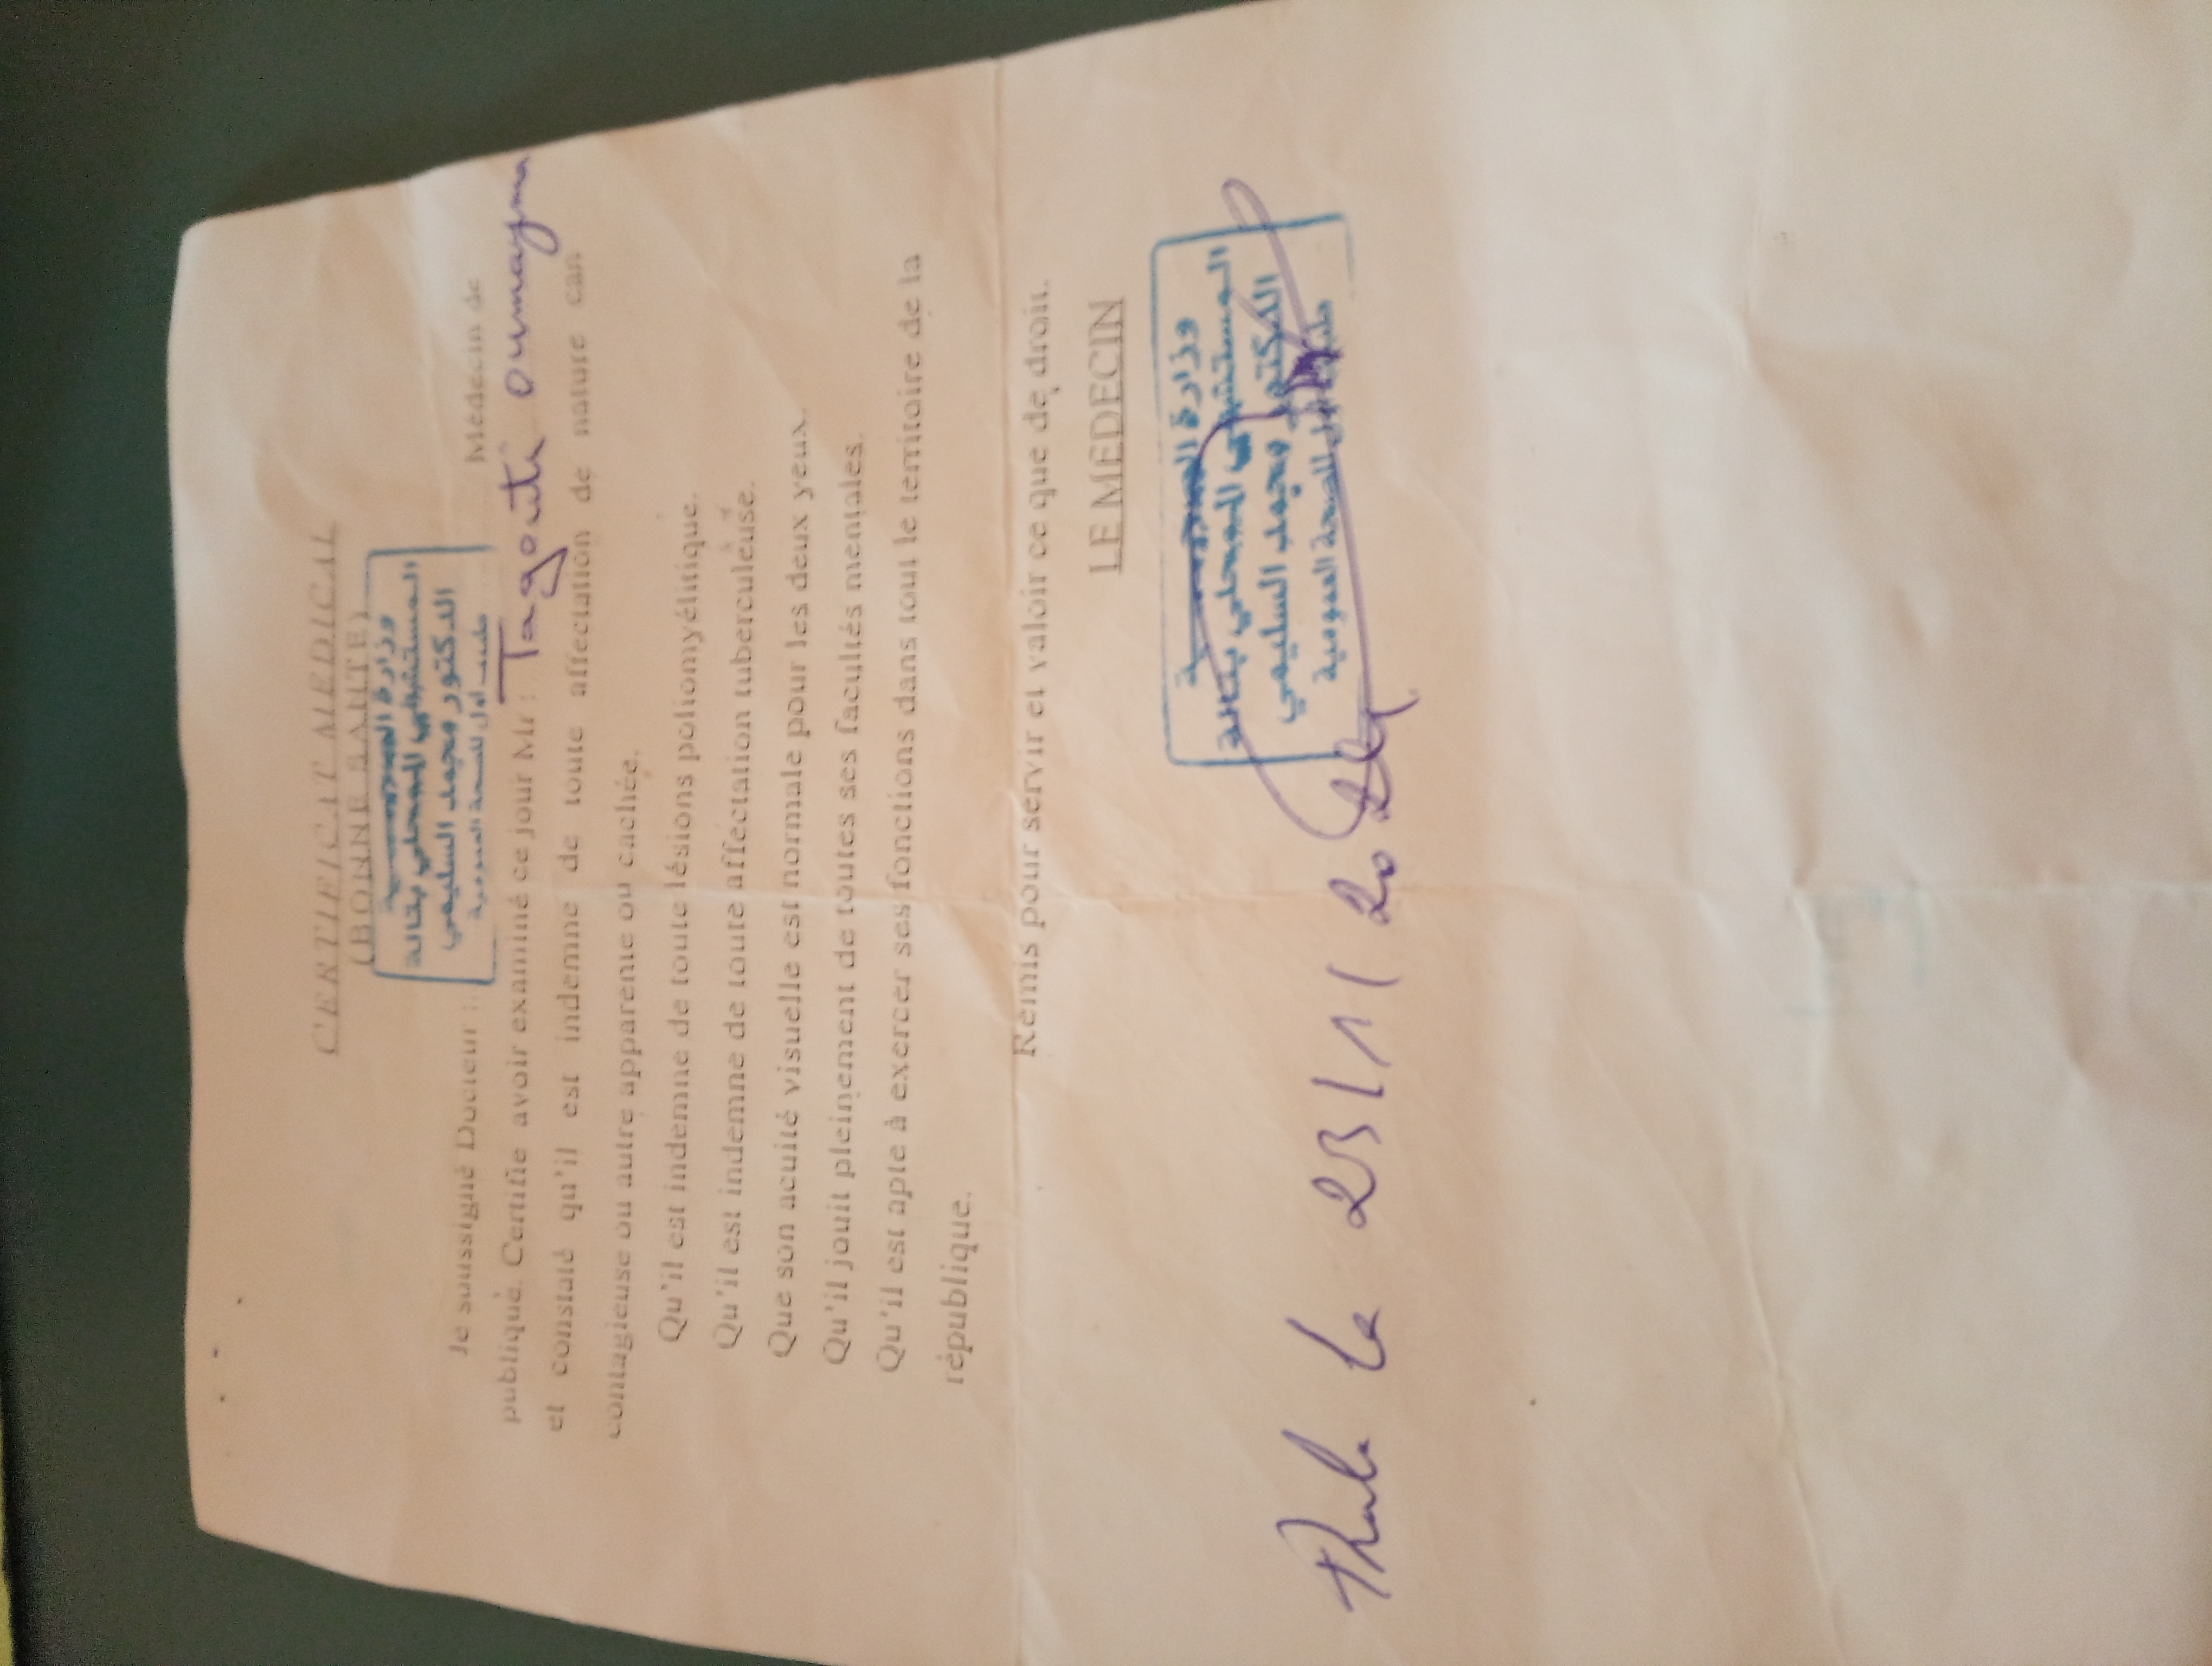 CERTIFICAT MEDICAL
(BONNE SANTE)
وزارة الصحة
المستشفى المحلي بتالة
الدكتور محمد السليمي
طبيب أول للصحة العمومية
Je soussigné Docteur : Médecin de
publique. Certifie avoir examiné ce jour Mr : Tagouti oumayma
et constaté qu'il est indemne de toute affectation de nature can
contagieuse ou autre apparente ou cachée.
Qu'il est indemne de toute lésions poliomyélitique.
Qu'il est indemne de toute affectation tuberculeuse.
Que son acuité visuelle est normale pour les deux yeux.
Qu'il jouit pleinement de toutes ses facultés mentales.
Qu'il est apte à exercer ses fonctions dans tout le territoire de la
république.
Remis pour servir et valoir ce que de droit.
LE MEDECIN
وزارة الصحة
المستشفى المحلي بتالة
الدكتور محمد السليمي
طبيب أول للصحة العمومية
Thala le 23/1/20